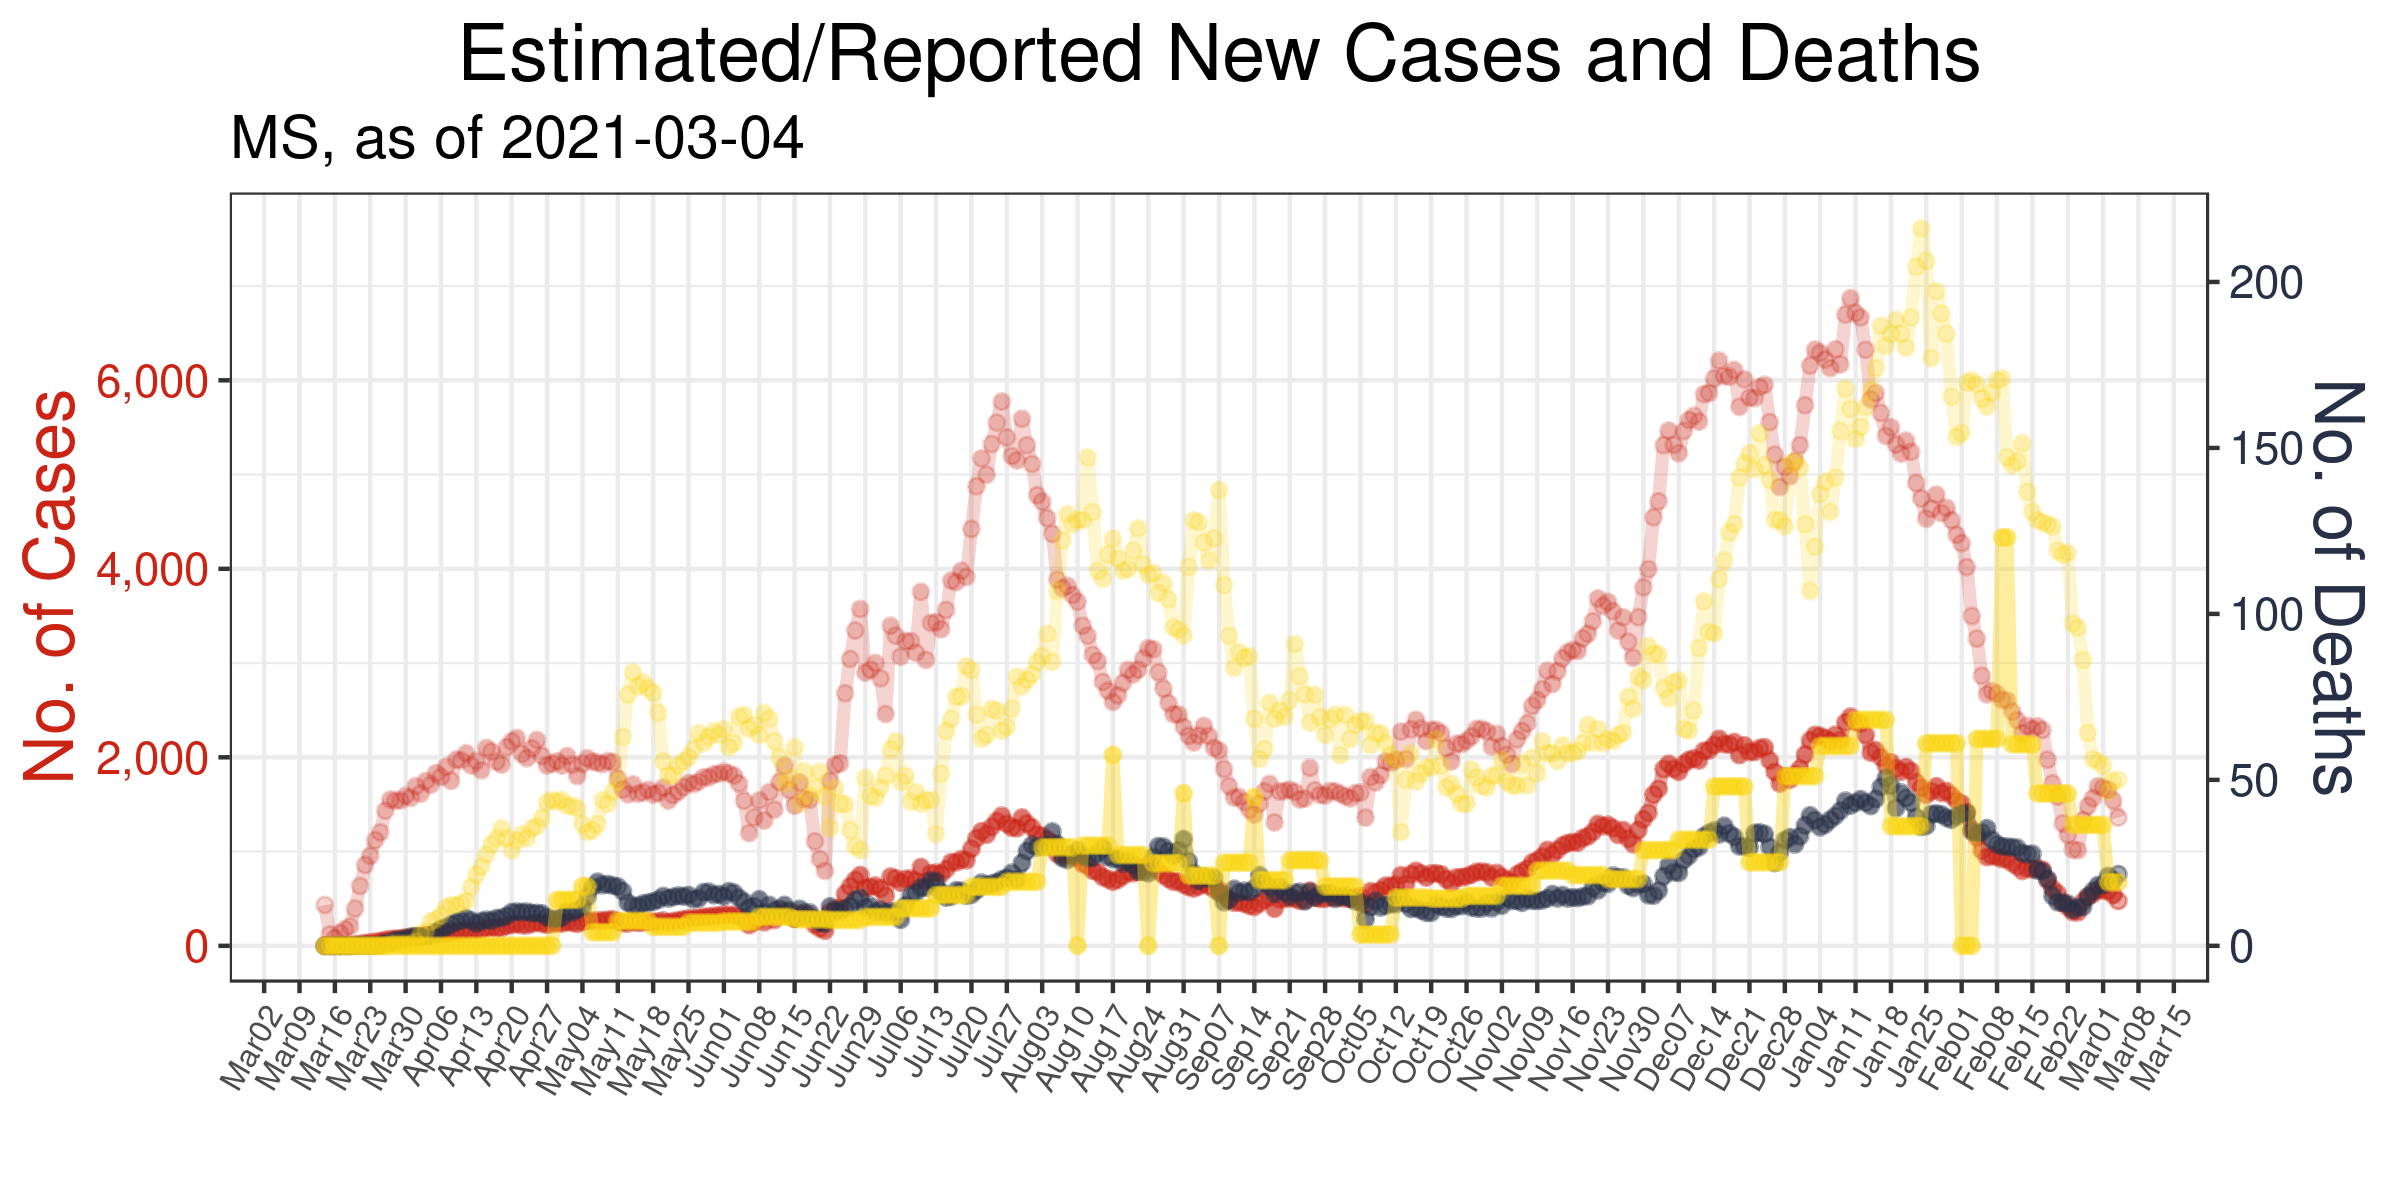 Estimated/Reported New Cases and Deaths
MS, as of 2021-03-04
No. of Cases
6,000
4,000
2,000
0
No. of Deaths
200
150
100
50
0
Mar02 Mar09 Mar16 Mar23 Mar30 Apr06 Apr13 Apr20 Apr27 May04 May11 May18 May25 Jun01 Jun08 Jun15 Jun22 Jun29 Jul06 Jul13 Jul20 Jul27 Aug03 Aug10 Aug17 Aug24 Aug31 Sep07 Sep14 Sep21 Sep28 Oct05 Oct12 Oct19 Oct26 Nov02 Nov09 Nov16 Nov23 Nov30 Dec07 Dec14 Dec21 Dec28 Jan04 Jan11 Jan18 Jan25 Feb01 Feb08 Feb15 Feb22 Mar01 Mar08 Mar15